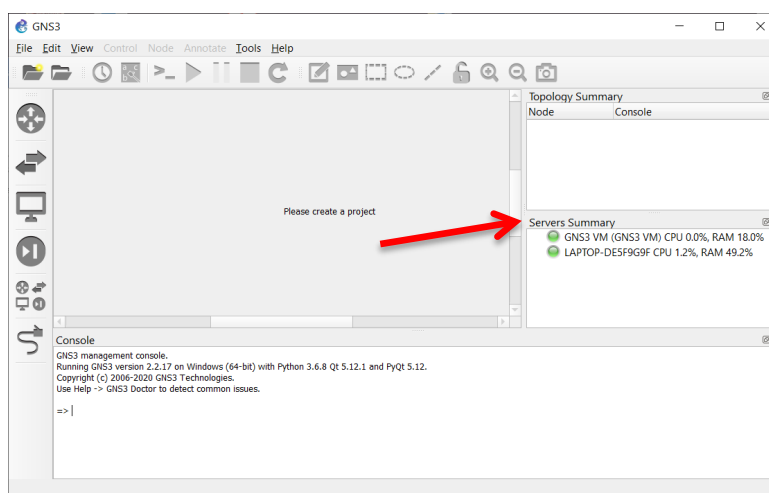 GNS3
File Edit View Control Node Annotate Tools Help
Topology Summary
Node Console
Please create a project
Servers Summary
GNS3 VM (GNS3 VM) CPU 0.0%, RAM 18.0%
LAPTOP-DE5F9G9F CPU 1.2%, RAM 49.2%
Console
GNS3 management console.
Running GNS3 version 2.2.17 on Windows (64-bit) with Python 3.6.8 Qt 5.12.1 and PyQt 5.12.
Copyright (c) 2006-2020 GNS3 Technologies.
Use Help -> GNS3 Doctor to detect common issues.
=>